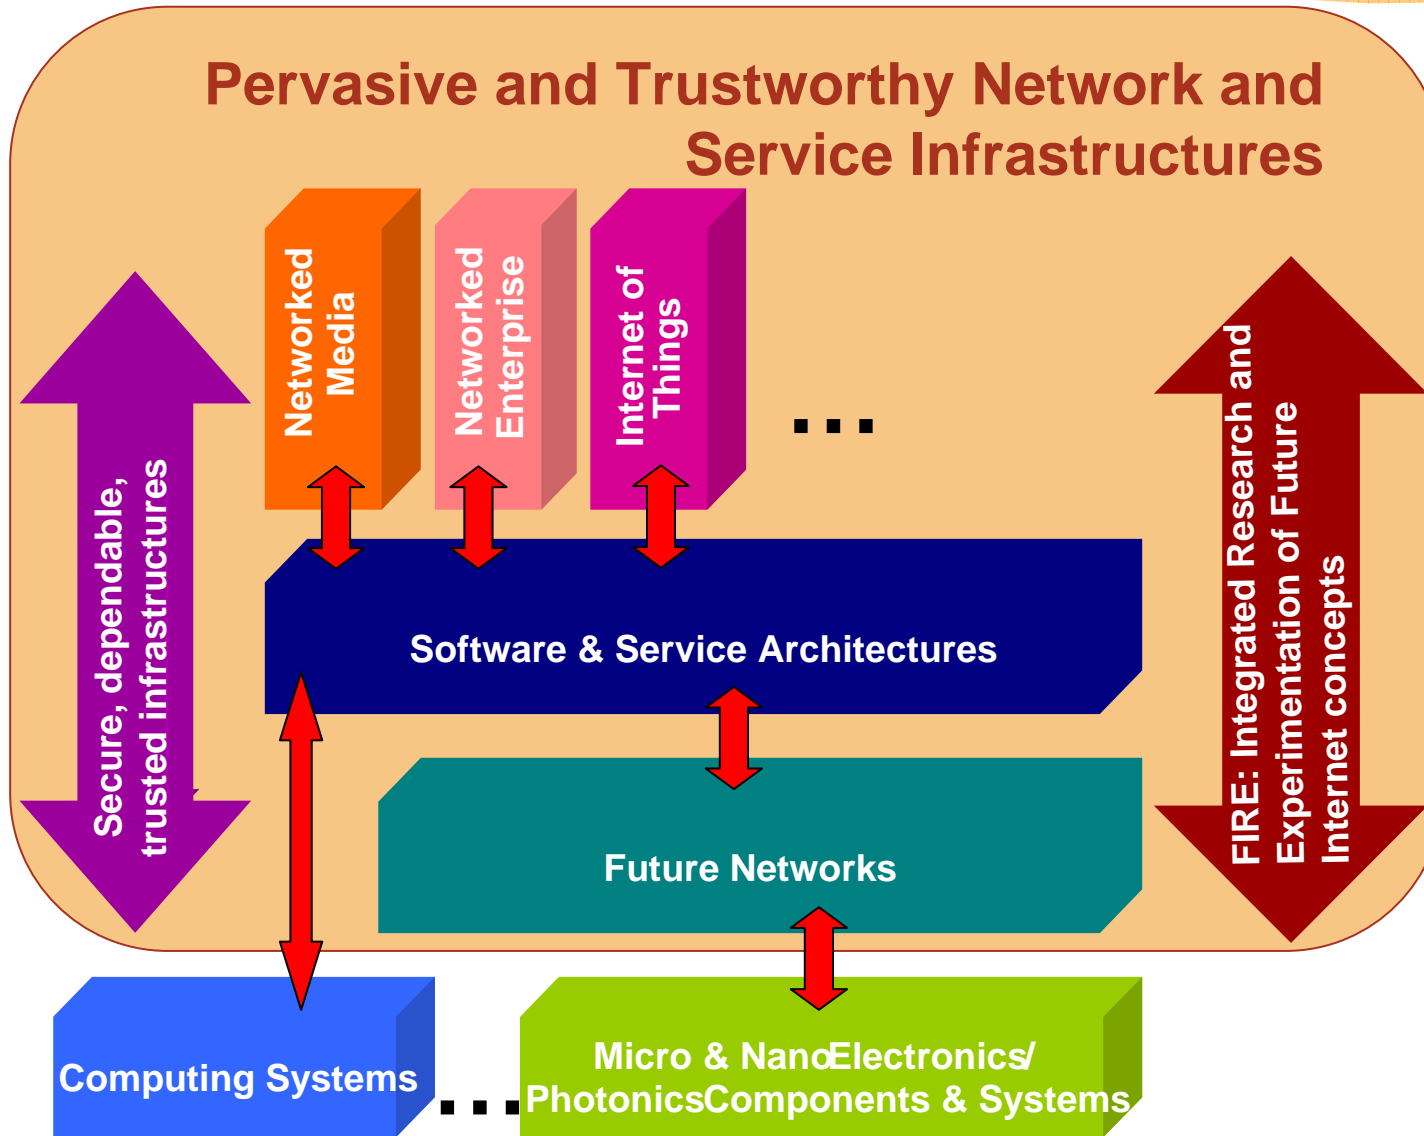 Pervasive and Trustworthy Network and
Service Infrastructures
Networked
Media
Networked
Enterprise
Internet of
Things
...
Secure, dependable,
trusted infrastructures
FIRE: Integrated Research and
Experimentation of Future
Internet concepts
Software & Service Architectures
Future Networks
Computing Systems
...
Micro & NanoElectronics/
PhotonicsComponents & Systems